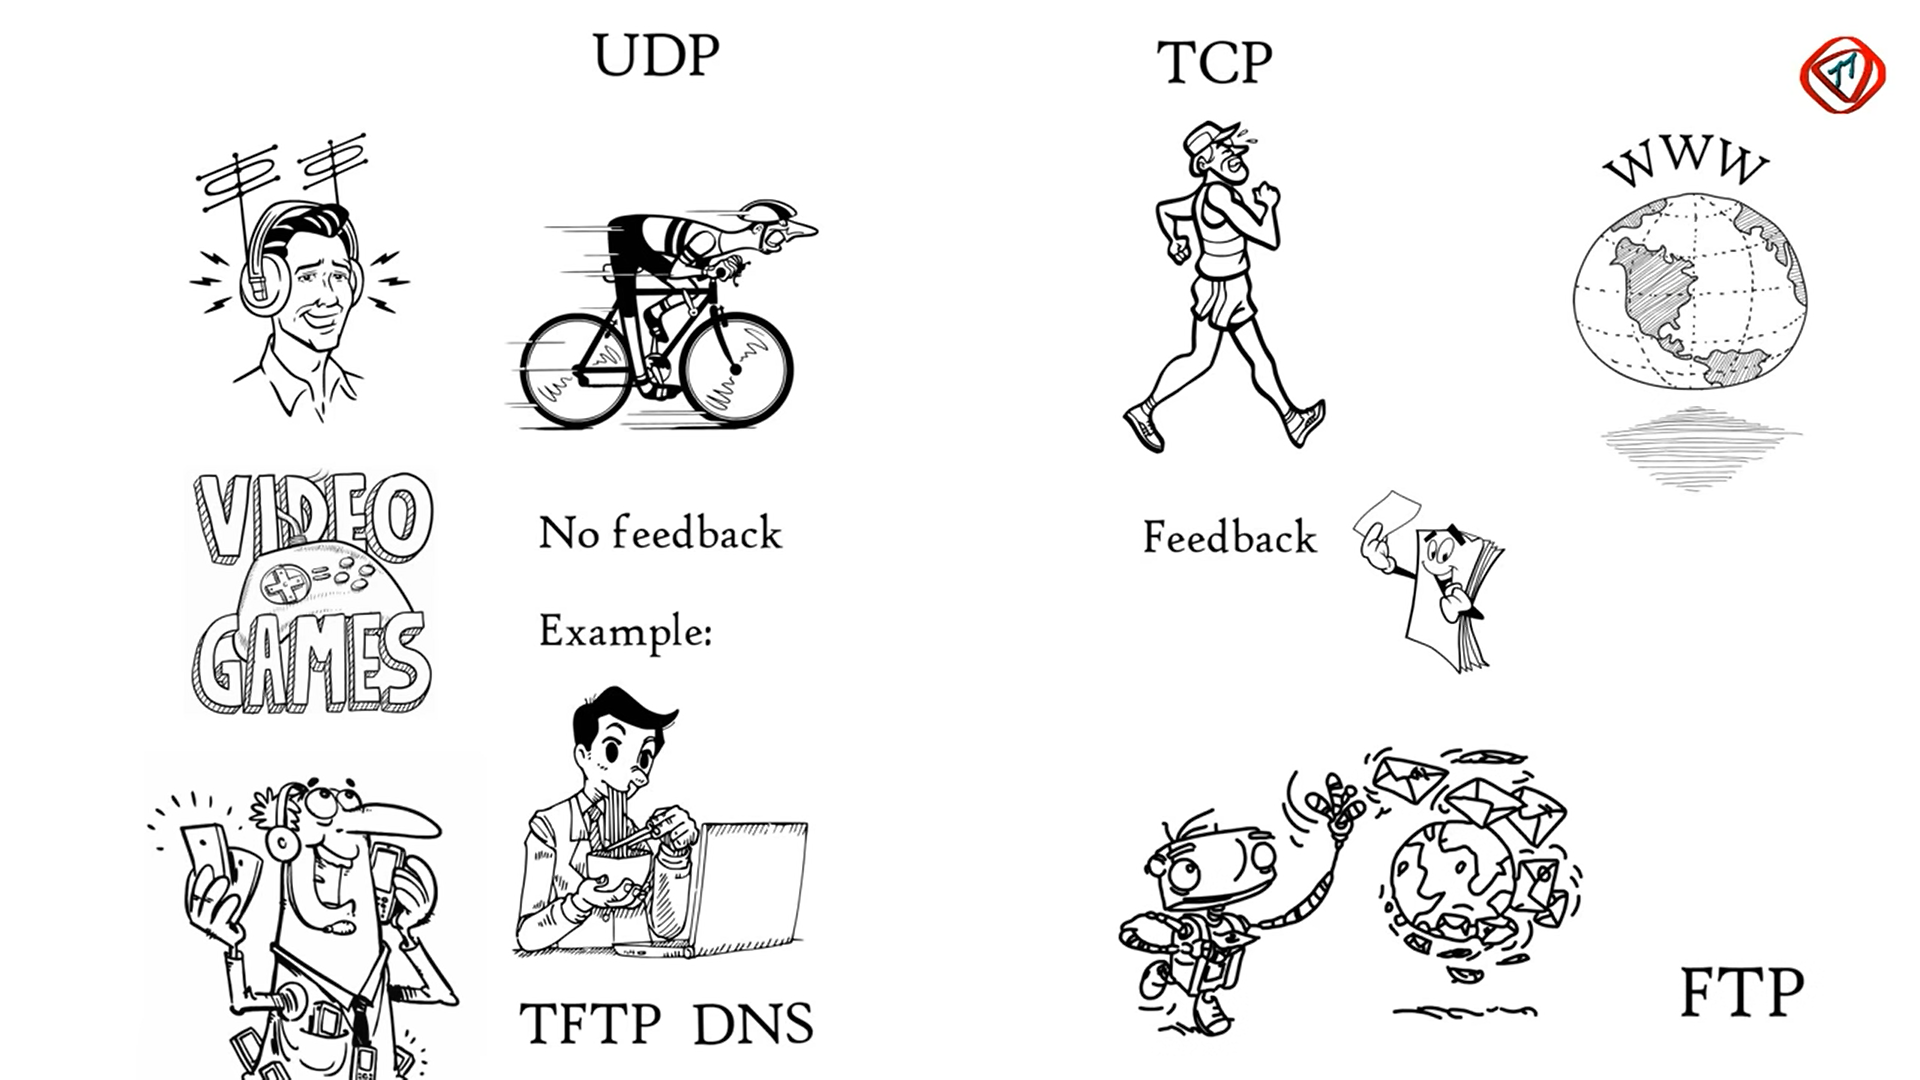 UDP
TCP
WWW
VIDEO
GAMES
No feedback
Feedback
Example:
TFTP DNS
FTP